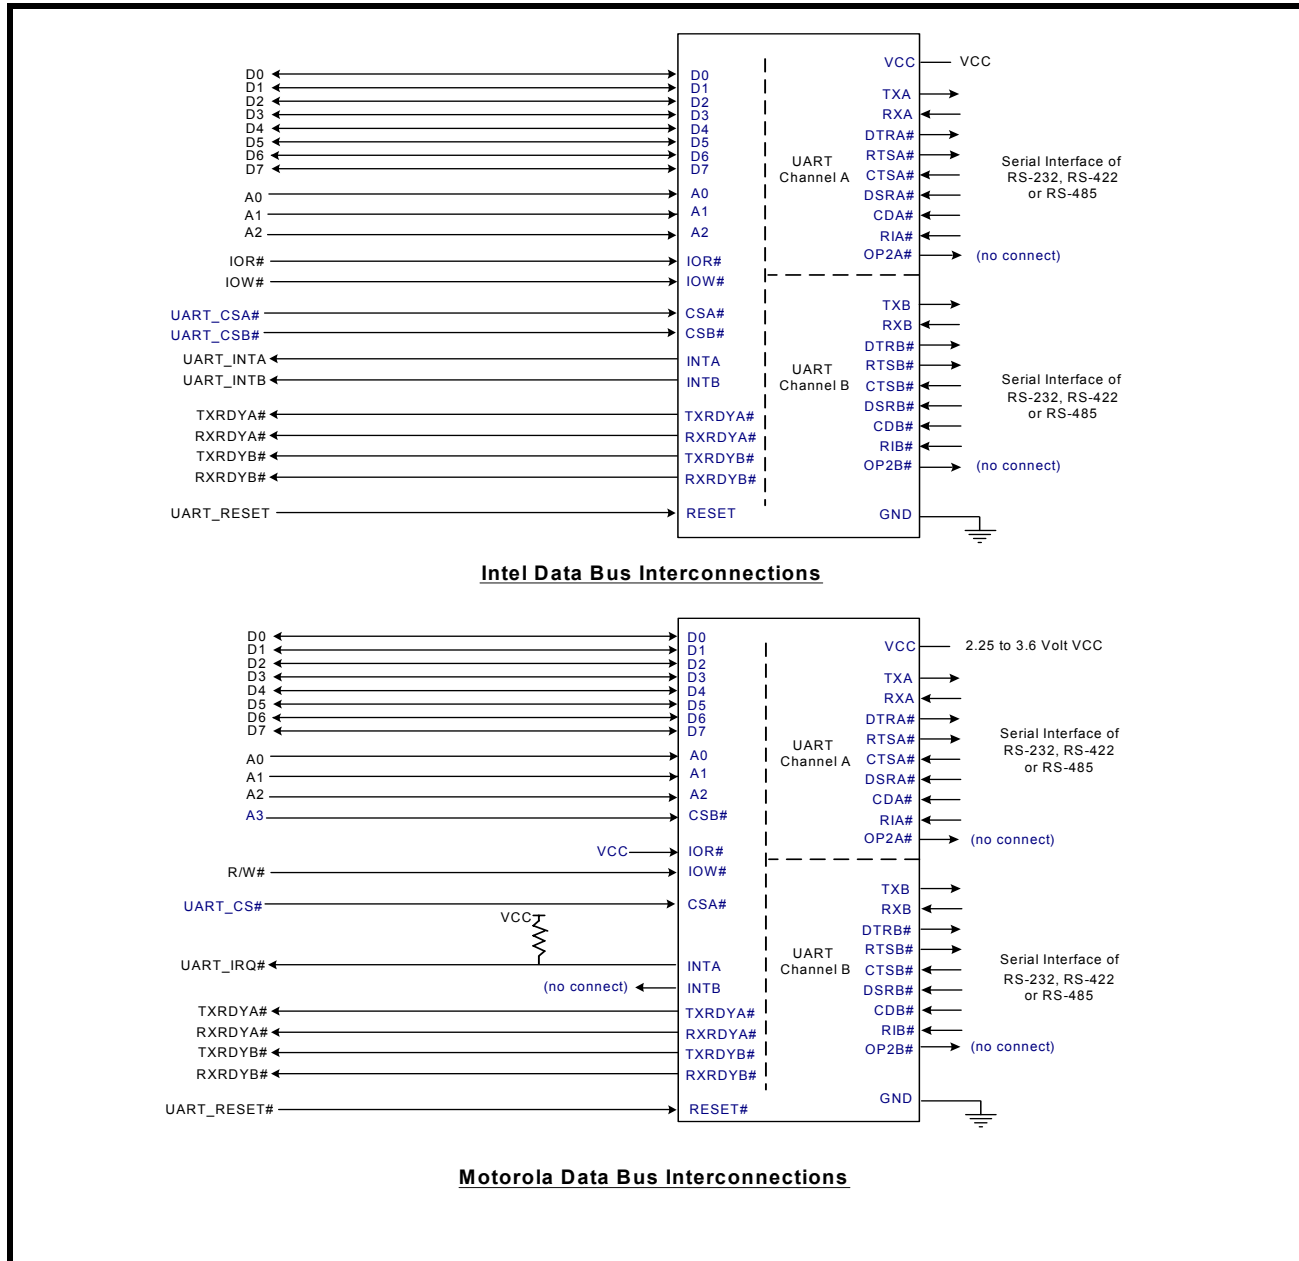 D0 D0
D1 D1
D2 D2
D3 D3
D4 D4
D5 D5
D6 D6
D7 D7
A0 A0
A1 A1
A2 A2
IOR# IOR#
IOW# IOW#
UART_CSA# CSA#
UART_CSB# CSB#
UART_INTA INTA
UART_INTB INTB
TXRDYA# TXRDYA#
RXRDYA# RXRDYA#
TXRDYB# TXRDYB#
RXRDYB# RXRDYB#
UART_RESET RESET
UART
Channel A
UART
Channel B
VCC VCC
TXA
RXA
DTRA#
RTSA#
CTSA#
DSRA#
CDA#
RIA#
OP2A# (no connect)
Serial Interface of
RS-232, RS-422
or RS-485
TXB
RXB
DTRB#
RTSB#
CTSB#
DSRB#
CDB#
RIB#
OP2B# (no connect)
Serial Interface of
RS-232, RS-422
or RS-485
GND
Intel Data Bus Interconnections
D0 D0
D1 D1
D2 D2
D3 D3
D4 D4
D5 D5
D6 D6
D7 D7
A0 A0
A1 A1
A2 A2
A3 CSB#
VCC IOR#
R/W# IOW#
UART_CS# CSA#
VCC
UART_IRQ# INTA
(no connect) INTB
TXRDYA# TXRDYA#
RXRDYA# RXRDYA#
TXRDYB# TXRDYB#
RXRDYB# RXRDYB#
UART_RESET# RESET#
UART
Channel A
UART
Channel B
VCC 2.25 to 3.6 Volt VCC
TXA
RXA
DTRA#
RTSA#
CTSA#
DSRA#
CDA#
RIA#
OP2A# (no connect)
Serial Interface of
RS-232, RS-422
or RS-485
TXB
RXB
DTRB#
RTSB#
CTSB#
DSRB#
CDB#
RIB#
OP2B# (no connect)
Serial Interface of
RS-232, RS-422
or RS-485
GND
Motorola Data Bus Interconnections